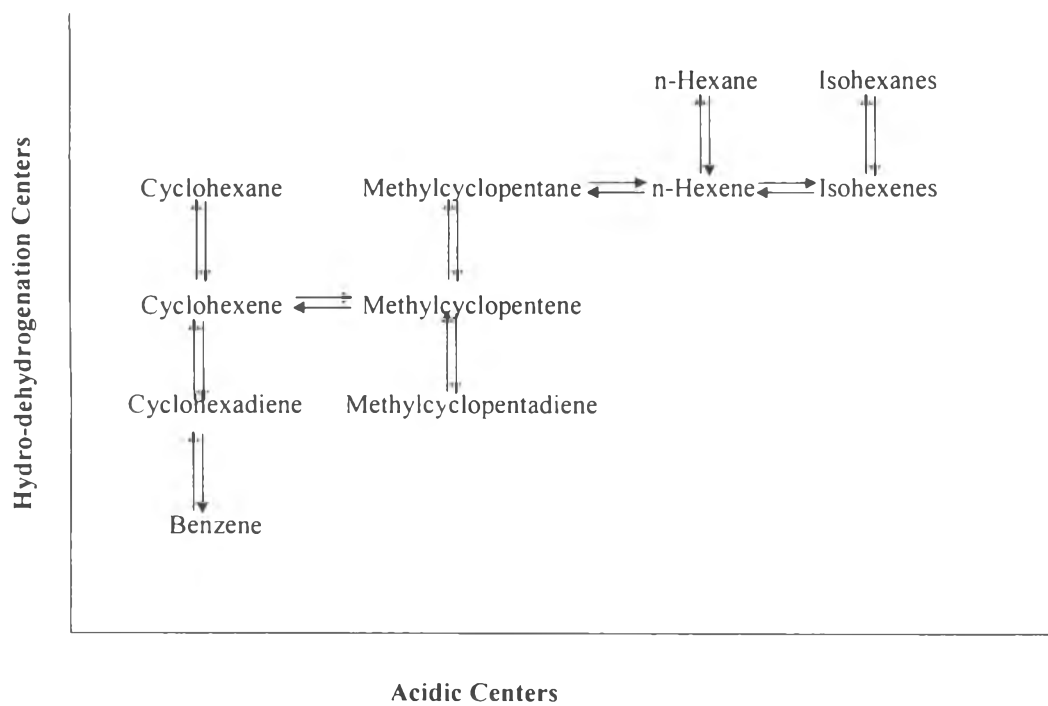 n-Hexane Isohexanes
Cyclohexane Methylcyclopentane n-Hexene Isohexenes
Cyclohexene Methylcyclopentene
Cyclohexadiene Methylcyclopentadiene
Benzene
Hydro-dehydrogenation Centers
Acidic Centers